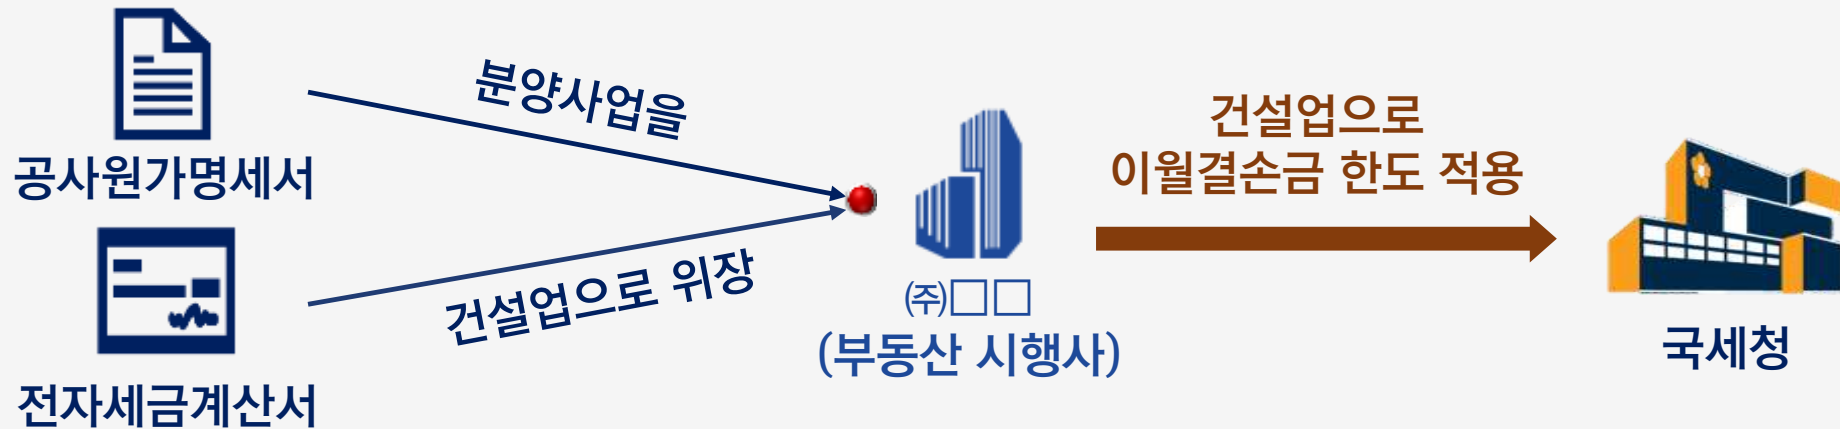 공사원가명세서
전자세금계산서
분양사업을
건설업으로 위장
㈜□□
(부동산 시행사)
건설업으로
이월결손금 한도 적용
국세청